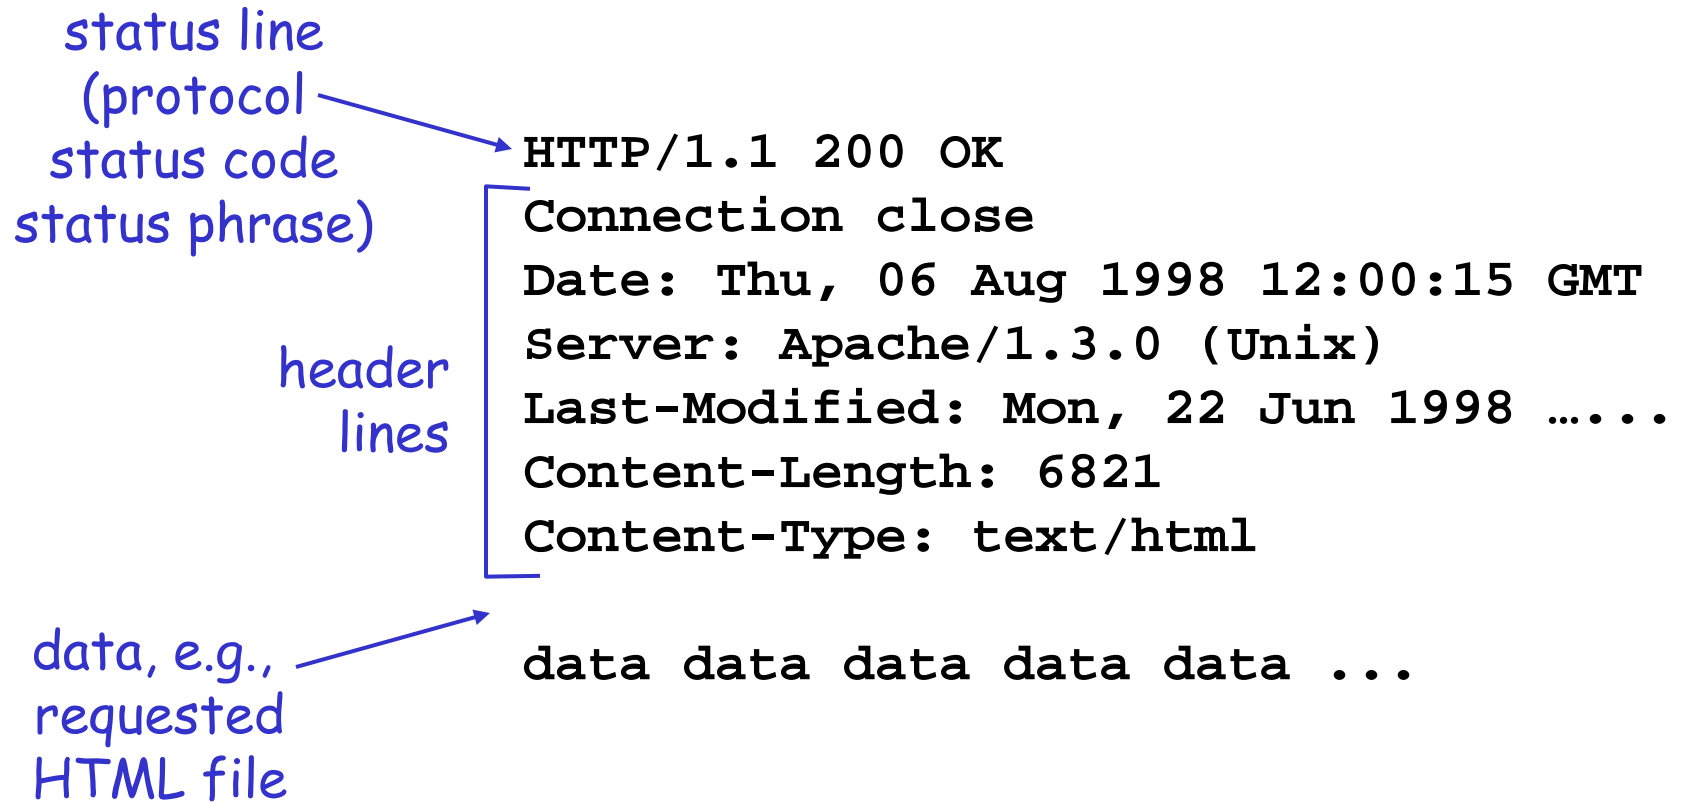 status line
(protocol
status code
status phrase)
HTTP/1.1 200 OK
Connection close
Date: Thu, 06 Aug 1998 12:00:15 GMT
Server: Apache/1.3.0 (Unix)
Last-Modified: Mon, 22 Jun 1998 …...
Content-Length: 6821
Content-Type: text/html
header
lines
data, e.g.,
requested
HTML file
data data data data data ...